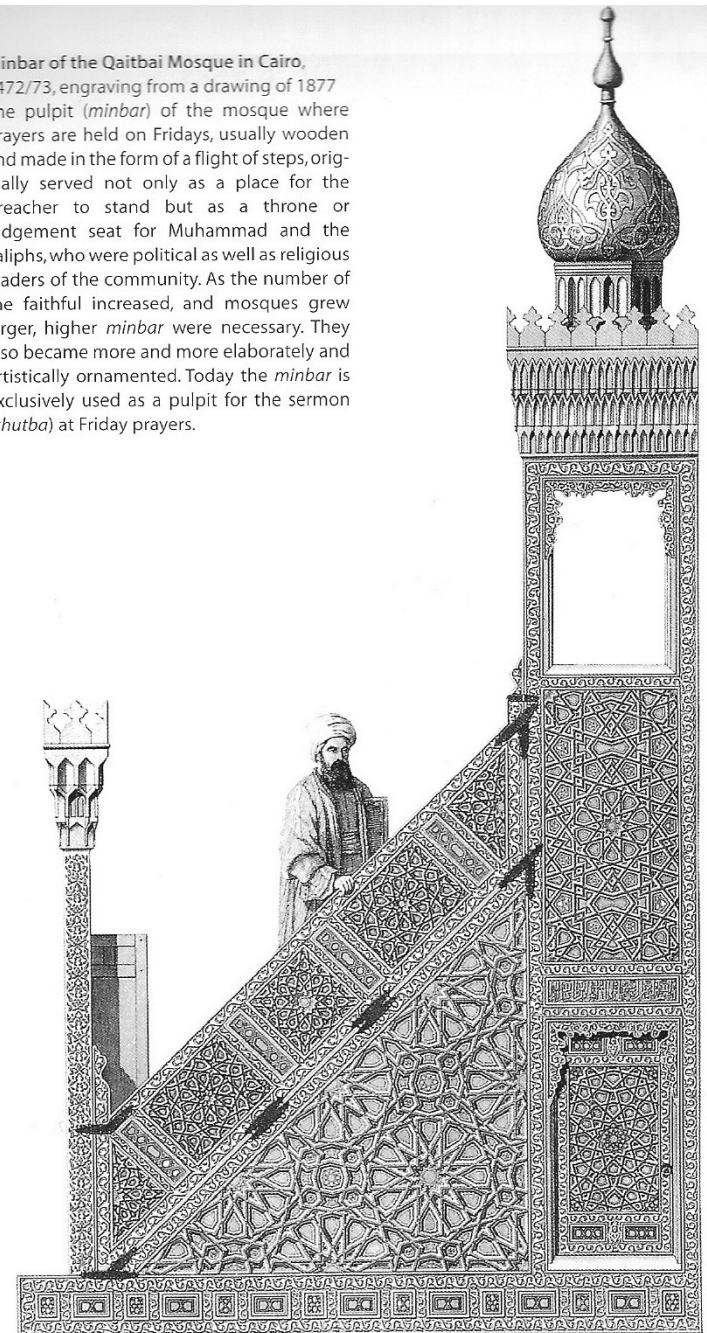 inbar of the Qaitbai Mosque in Cairo,
472/73, engraving from a drawing of 1877
he pulpit (minbar) of the mosque where
rayers are held on Fridays, usually wooden
nd made in the form of a flight of steps, orig-
ally served not only as a place for the
reacher to stand but as a throne or
dgement seat for Muhammad and the
aliphs, who were political as well as religious
aders of the community. As the number of
he faithful increased, and mosques grew
rger, higher minbar were necessary. They
so became more and more elaborately and
rtistically ornamented. Today the minbar is
xclusively used as a pulpit for the sermon
hutba) at Friday prayers.